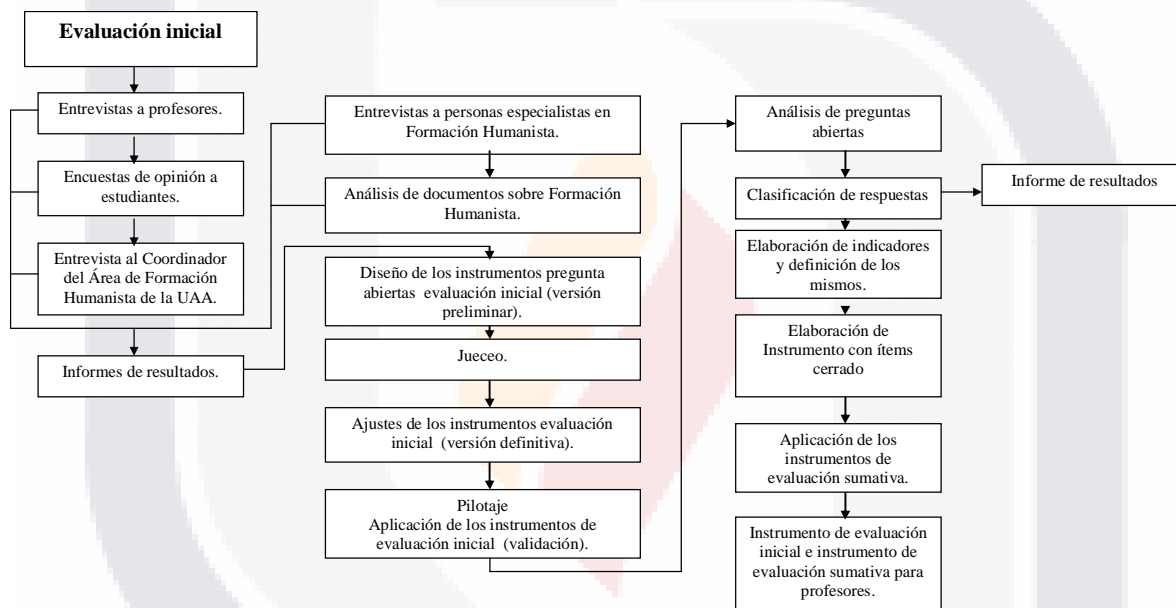 Evaluación inicial
Entrevistas a profesores.
Encuestas de opinión a
estudiantes.
Entrevista al Coordinador
del Área de Formación
Humanista de la UAA.
Informes de resultados.
Entrevistas a personas especialistas en
Formación Humanista.
Análisis de documentos sobre Formación
Humanista.
Diseño de los instrumentos pregunta
abiertas evaluación inicial (versión
preliminar).
Jueceo.
Ajustes de los instrumentos evaluación
inicial (versión definitiva).
Pilotaje
Aplicación de los instrumentos de
evaluación inicial (validación).
Análisis de preguntas
abiertas
Clasificación de respuestas
Informe de resultados
Elaboración de indicadores
y definición de los
mismos.
Elaboración de
Instrumento con ítems
cerrado
Aplicación de los
instrumentos de
evaluación sumativa.
Instrumento de evaluación
inicial e instrumento de
evaluación sumativa para
profesores.